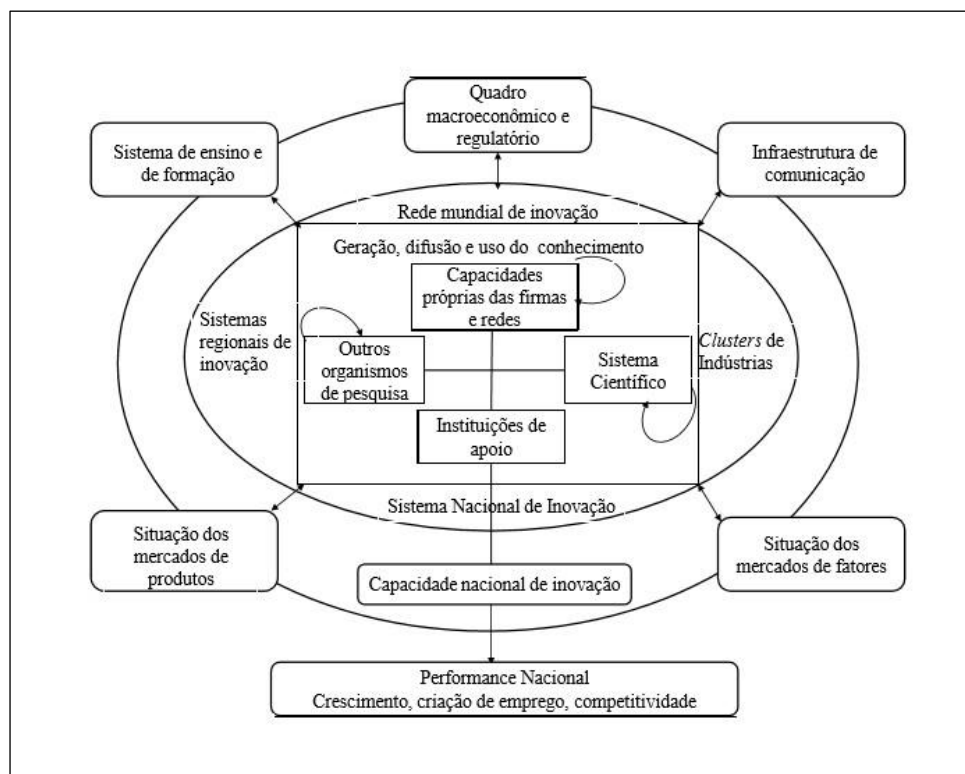 Quadro
macroeconômico e
regulatório
Sistema de ensino e
de formação
Infraestrutura de
comunicação
Rede mundial de inovação
Geração, difusão e uso do conhecimento
Capacidades
próprias das firmas
e redes
Sistemas
regionais de
inovação
Outros
organismos
de pesquisa
Sistema
Científico
Clusters de
Indústrias
Instituições de
apoio
Sistema Nacional de Inovação
Situação dos
mercados de
produtos
Situação dos
mercados de fatores
Capacidade nacional de inovação
Performance Nacional
Crescimento, criação de emprego, competitividade